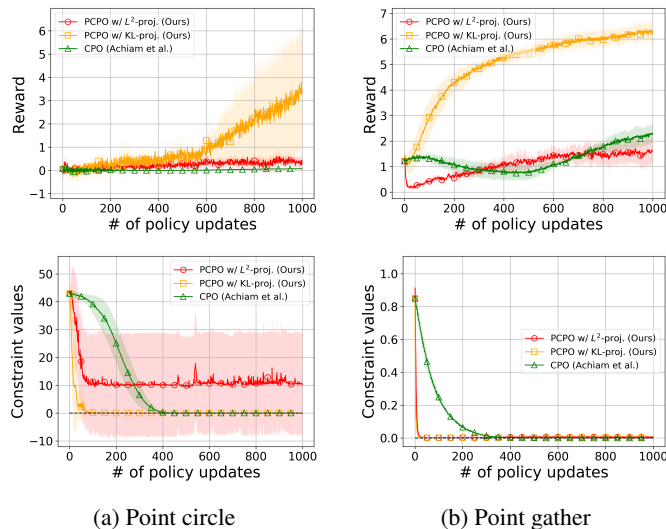 6
5
4
3
2
1
0
−1
Reward
PCPO w/ L²-proj. (Ours)
PCPO w/ KL-proj. (Ours)
CPO (Achiam et al.)
0 200 400 600 800 1000
# of policy updates
6
5
4
3
2
1
0
Reward
PCPO w/ L²-proj. (Ours)
PCPO w/ KL-proj. (Ours)
CPO (Achiam et al.)
0 200 400 600 800 1000
# of policy updates
50
40
30
20
10
0
−10
Constraint values
PCPO w/ L²-proj. (Ours)
PCPO w/ KL-proj. (Ours)
CPO (Achiam et al.)
0 200 400 600 800 1000
# of policy updates
1.0
0.8
0.6
0.4
0.2
0.0
Constraint values
PCPO w/ L²-proj. (Ours)
PCPO w/ KL-proj. (Ours)
CPO (Achiam et al.)
0 200 400 600 800 1000
# of policy updates
(a) Point circle
(b) Point gather